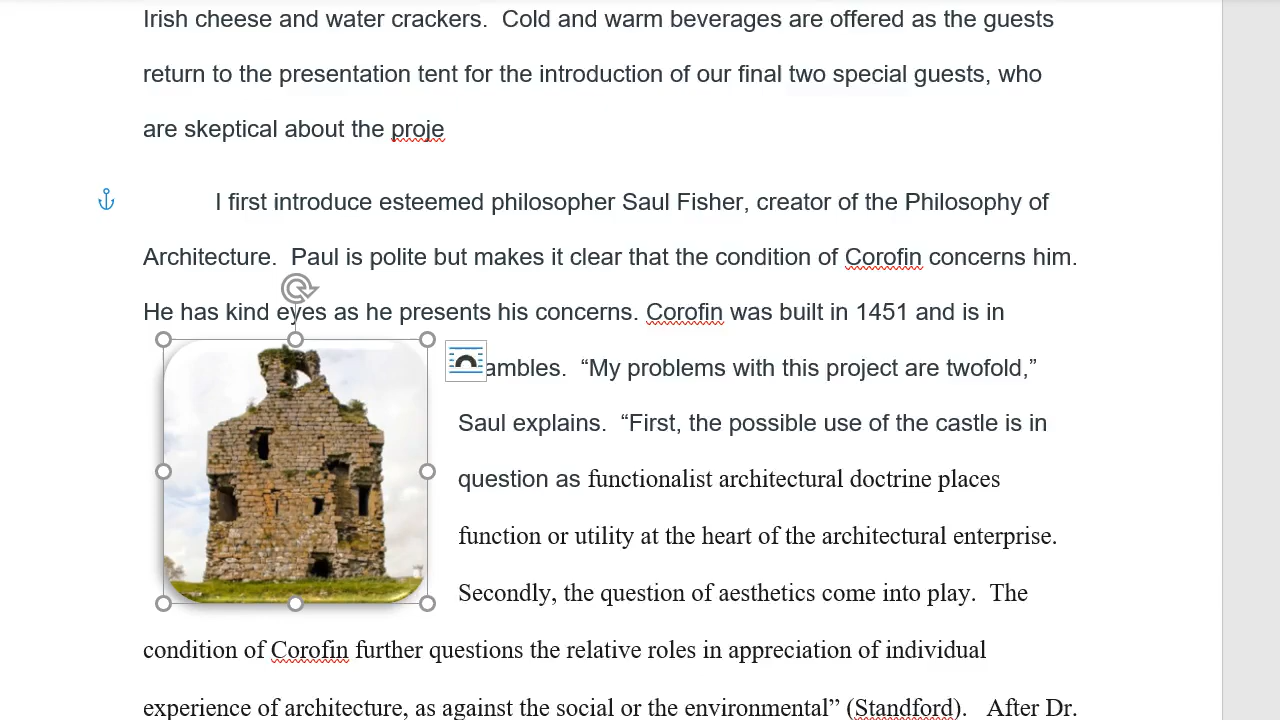 Irish cheese and water crackers.  Cold and warm beverages are offered as the guests
return to the presentation tent for the introduction of our final two special guests, who
are skeptical about the proje
I first introduce esteemed philosopher Saul Fisher, creator of the Philosophy of
Architecture.  Paul is polite but makes it clear that the condition of Corofin concerns him.
He has kind eyes as he presents his concerns. Corofin was built in 1451 and is in
ambles.  “My problems with this project are twofold,”
Saul explains.  “First, the possible use of the castle is in
question as functionalist architectural doctrine places
function or utility at the heart of the architectural enterprise.
Secondly, the question of aesthetics come into play.  The
condition of Corofin further questions the relative roles in appreciation of individual
experience of architecture, as against the social or the environmental” (Standford).   After Dr.